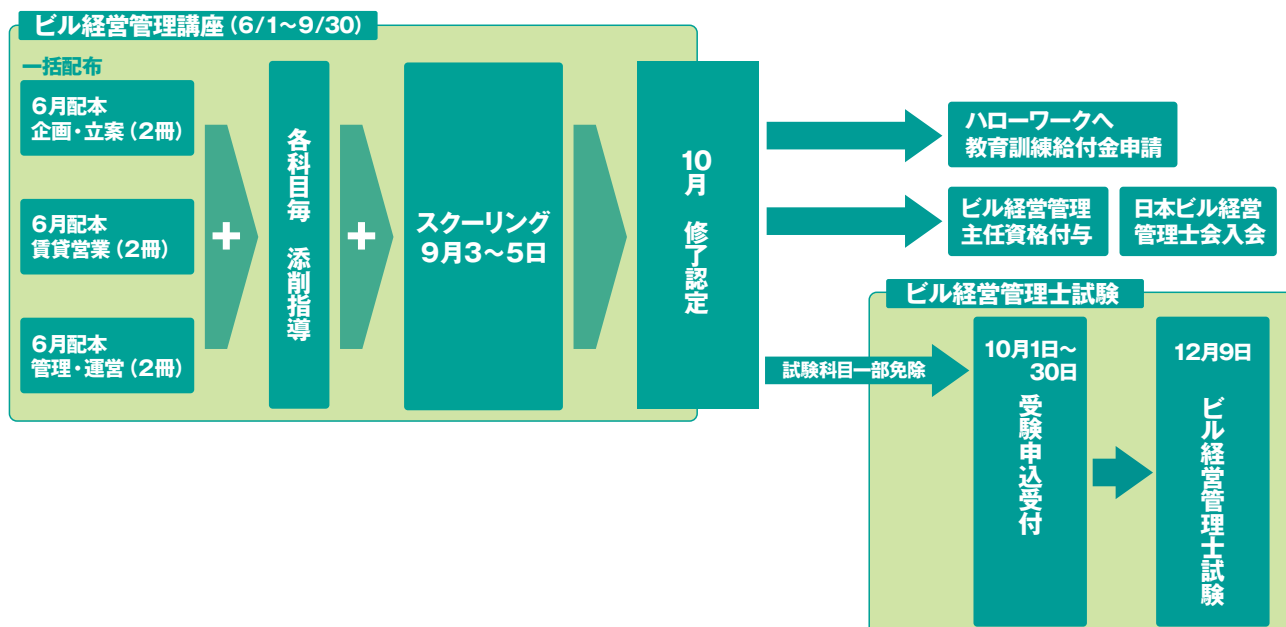 ビル経営管理講座(6/1～9/30)
一括配布
6月配本
企画・立案(2冊)
6月配本
賃貸営業(2冊)
6月配本
管理・運営(2冊)
+
各科目毎 添削指導
+
スクーリング
9月3～5日
10月 修了認定
ハローワークへ
教育訓練給付金申請
ビル経営管理
主任資格付与
日本ビル経営
管理士会入会
試験科目一部免除
ビル経営管理士試験
10月1日～
30日
受験申込受付
12月9日
ビル経営管理士試験